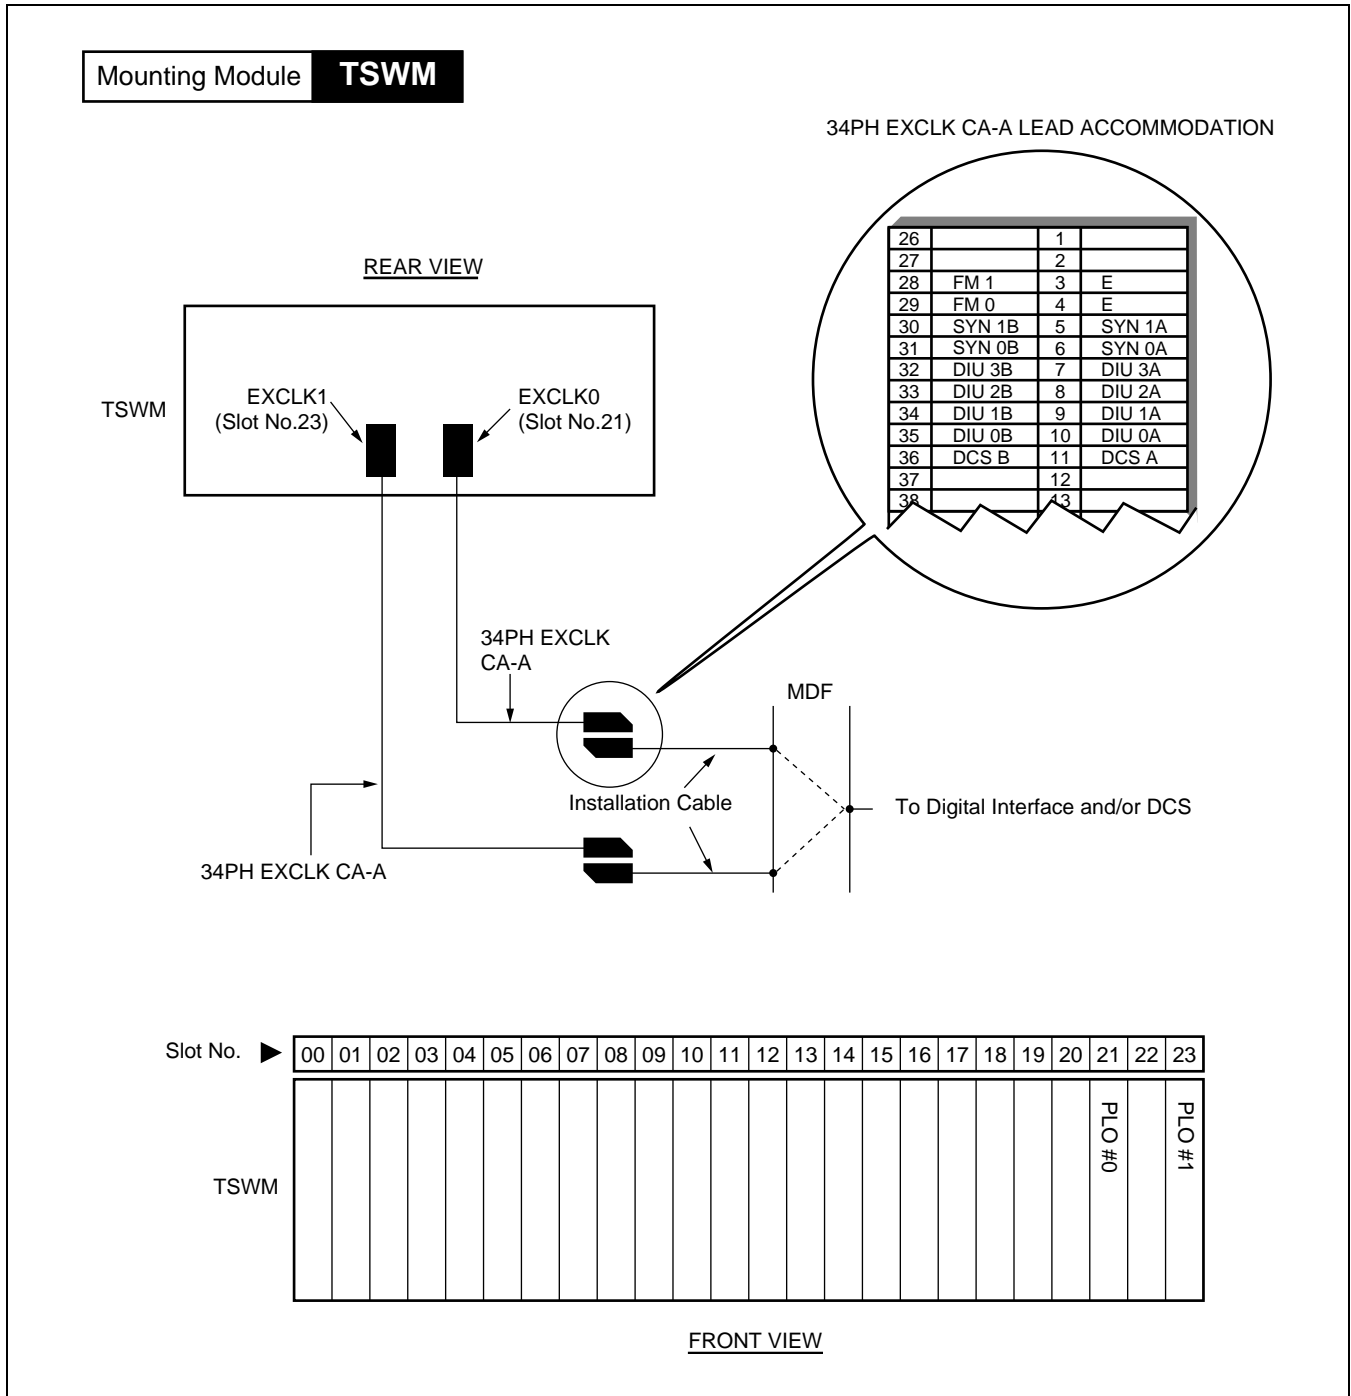 Mounting Module TSWM
34PH EXCLK CA-A LEAD ACCOMMODATION
26 1
27 2
28 FM 1 3 E
29 FM 0 4 E
30 SYN 1B 5 SYN 1A
31 SYN 0B 6 SYN 0A
32 DIU 3B 7 DIU 3A
33 DIU 2B 8 DIU 2A
34 DIU 1B 9 DIU 1A
35 DIU 0B 10 DIU 0A
36 DCS B 11 DCS A
37 12
38 13
REAR VIEW
TSWM
EXCLK1
(Slot No.23)
EXCLK0
(Slot No.21)
34PH EXCLK
CA-A
MDF
Installation Cable
To Digital Interface and/or DCS
34PH EXCLK CA-A
Slot No. 00 01 02 03 04 05 06 07 08 09 10 11 12 13 14 15 16 17 18 19 20 21 22 23
PLO #0
PLO #1
TSWM
FRONT VIEW